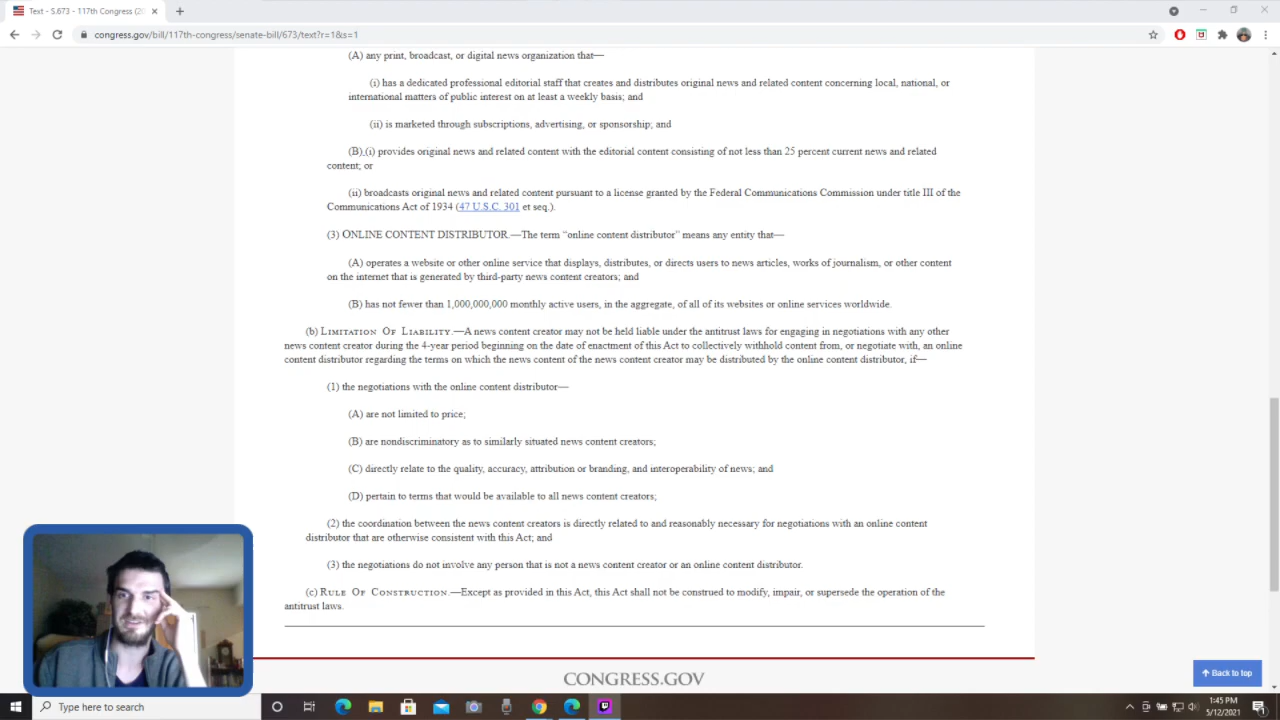 Text - S.673 - 117th Congress (20
congress.gov/bill/117th-congress/senate-bill/673/text?r=1&s=1
(A) any print, broadcast, or digital news organization that—
(i) has a dedicated professional editorial staff that creates and distributes original news and related content concerning local, national, or
international matters of public interest on at least a weekly basis; and
(ii) is marketed through subscriptions, advertising, or sponsorship; and
(B) (i) provides original news and related content with the editorial content consisting of not less than 25 percent current news and related
content; or
(ii) broadcasts original news and related content pursuant to a license granted by the Federal Communications Commission under title III of the
Communications Act of 1934 (47 U.S.C. 301 et seq.).
(3) ONLINE CONTENT DISTRIBUTOR.—The term “online content distributor” means any entity that—
(A) operates a website or other online service that displays, distributes, or directs users to news articles, works of journalism, or other content
on the internet that is generated by third-party news content creators; and
(B) has not fewer than 1,000,000,000 monthly active users, in the aggregate, of all of its websites or online services worldwide.
(b) LIMITATION OF LIABILITY.—A news content creator may not be held liable under the antitrust laws for engaging in negotiations with any other
news content creator during the 4-year period beginning on the date of enactment of this Act to collectively withhold content from, or negotiate with, an online
content distributor regarding the terms on which the news content of the news content creator may be distributed by the online content distributor, if—
(1) the negotiations with the online content distributor—
(A) are not limited to price;
(B) are nondiscriminatory as to similarly situated news content creators;
(C) directly relate to the quality, accuracy, attribution or branding, and interoperability of news; and
(D) pertain to terms that would be available to all news content creators;
(2) the coordination between the news content creators is directly related to and reasonably necessary for negotiations with an online content
distributor that are otherwise consistent with this Act; and
(3) the negotiations do not involve any person that is not a news content creator or an online content distributor.
(c) RULE OF CONSTRUCTION.—Except as provided in this Act, this Act shall not be construed to modify, impair, or supersede the operation of the
antitrust laws.
CONGRESS.GOV
Back to top
Type here to search
1:45 PM
5/12/2021